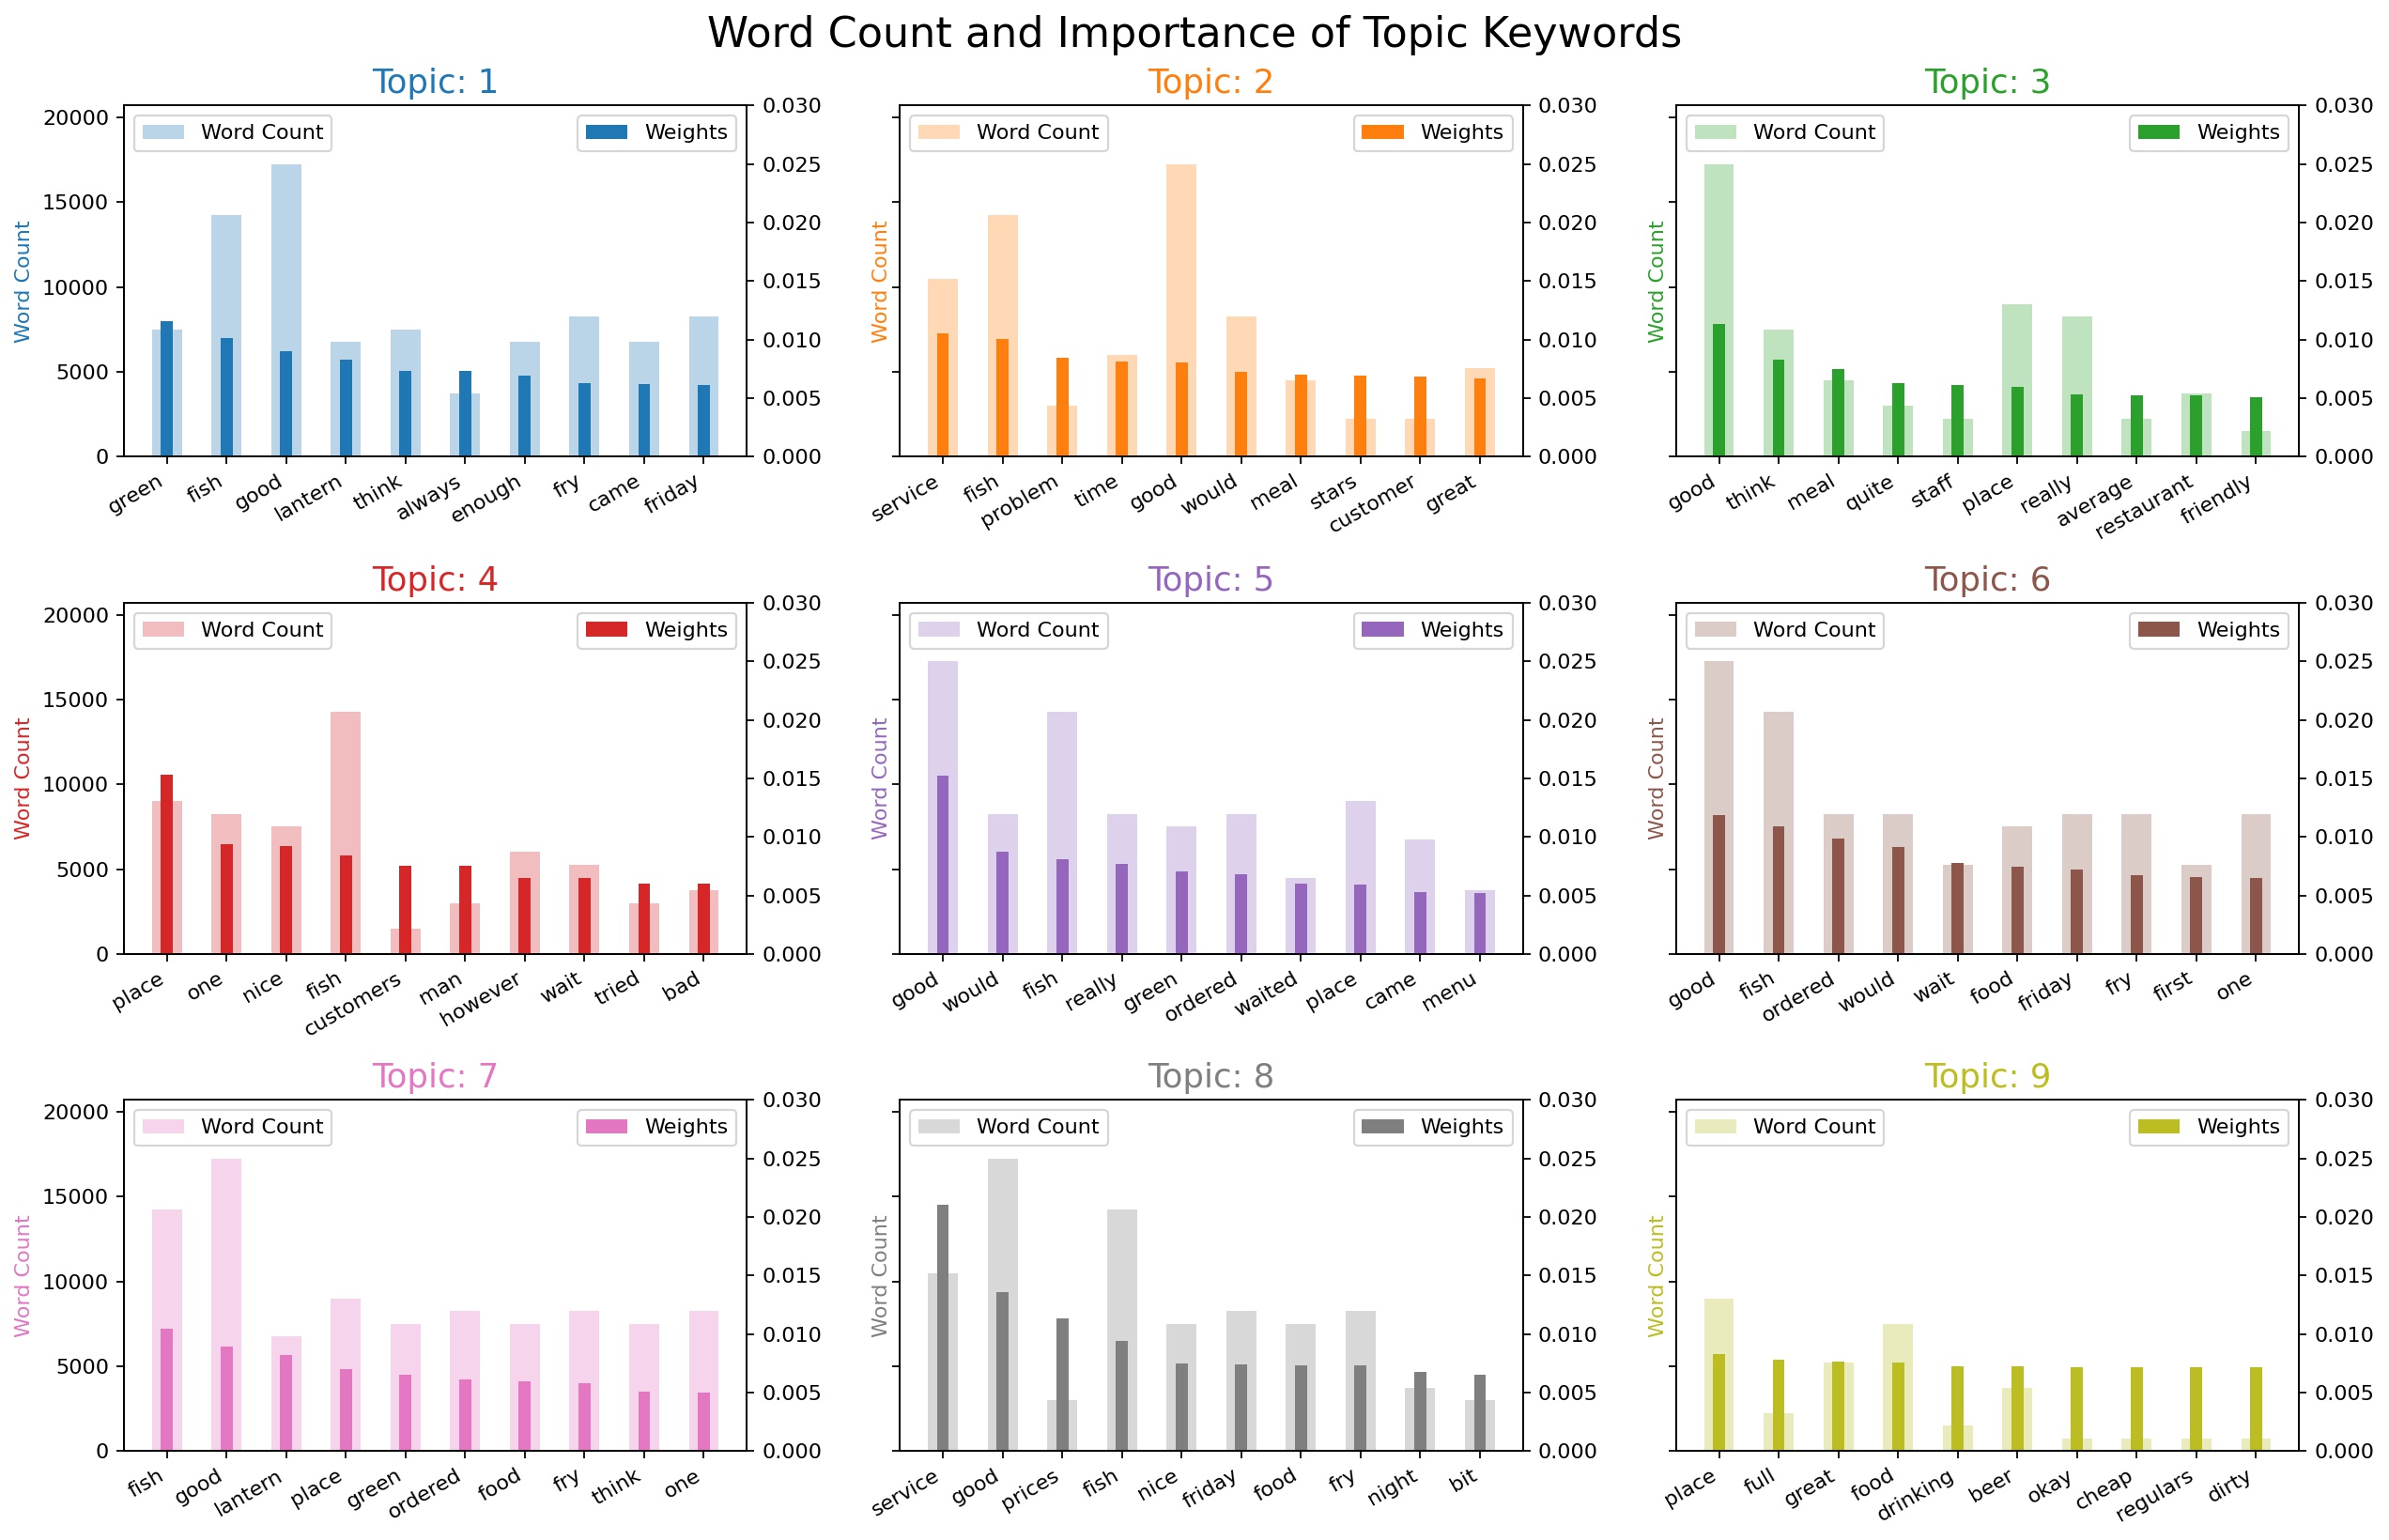 Word Count and Importance of Topic Keywords
Topic: 1
Word Count
Weights
Word Count
20000
15000
10000
5000
0
0.030
0.025
0.020
0.015
0.010
0.005
0.000
green
fish
good
lantern
think
always
enough
fry
came
friday
Topic: 2
Word Count
Weights
Word Count
0.030
0.025
0.020
0.015
0.010
0.005
0.000
service
fish
problem
time
good
would
meal
stars
customer
great
Topic: 3
Word Count
Weights
Word Count
0.030
0.025
0.020
0.015
0.010
0.005
0.000
good
think
meal
quite
staff
place
really
average
restaurant
friendly
Topic: 4
Word Count
Weights
Word Count
20000
15000
10000
5000
0
0.030
0.025
0.020
0.015
0.010
0.005
0.000
place
one
nice
fish
customers
man
however
wait
tried
bad
Topic: 5
Word Count
Weights
Word Count
0.030
0.025
0.020
0.015
0.010
0.005
0.000
good
would
fish
really
green
ordered
waited
place
came
menu
Topic: 6
Word Count
Weights
Word Count
0.030
0.025
0.020
0.015
0.010
0.005
0.000
good
fish
ordered
would
wait
food
friday
fry
first
one
Topic: 7
Word Count
Weights
Word Count
20000
15000
10000
5000
0
0.030
0.025
0.020
0.015
0.010
0.005
0.000
fish
good
lantern
place
green
ordered
food
fry
think
one
Topic: 8
Word Count
Weights
Word Count
0.030
0.025
0.020
0.015
0.010
0.005
0.000
service
good
prices
fish
nice
friday
food
fry
night
bit
Topic: 9
Word Count
Weights
Word Count
0.030
0.025
0.020
0.015
0.010
0.005
0.000
place
full
great
food
drinking
beer
okay
cheap
regulars
dirty